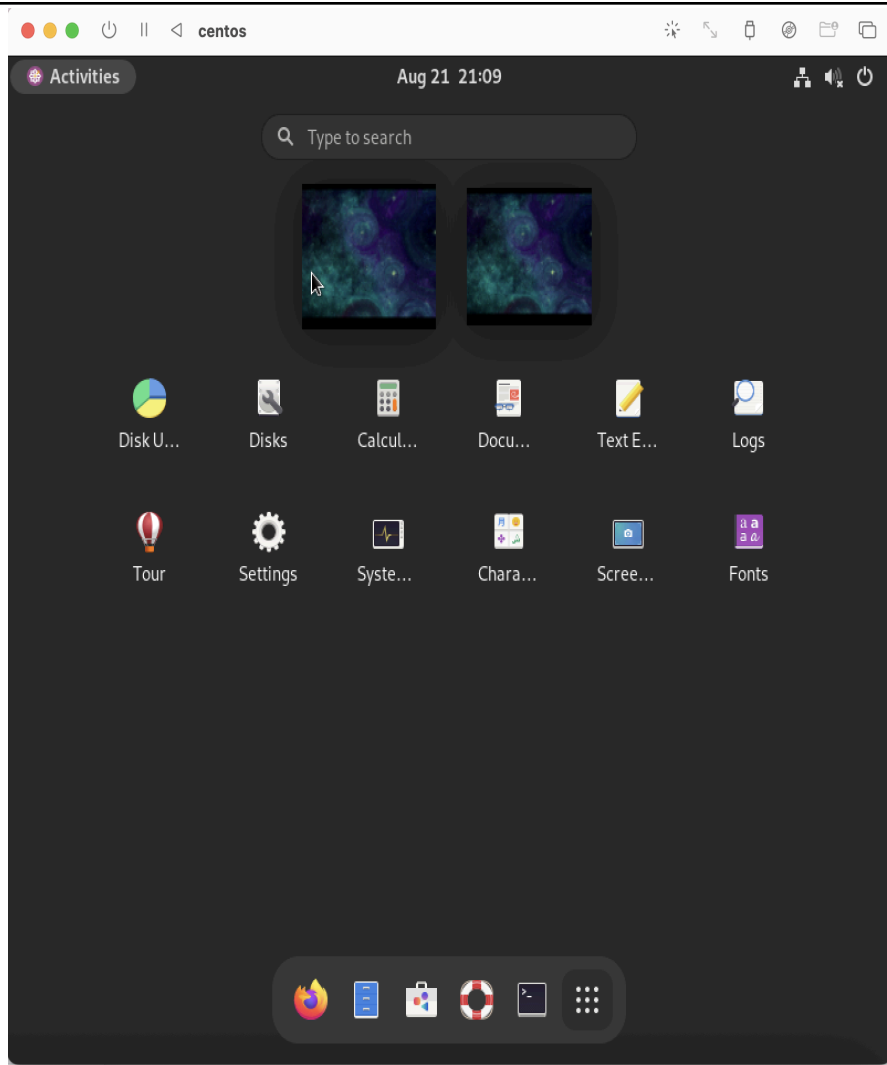 centos
Activities
Aug 21 21:09
Type to search
Disk U...
Disks
Calcul...
Docu...
Text E...
Logs
Tour
Settings
Syste...
Chara...
Scree...
Fonts